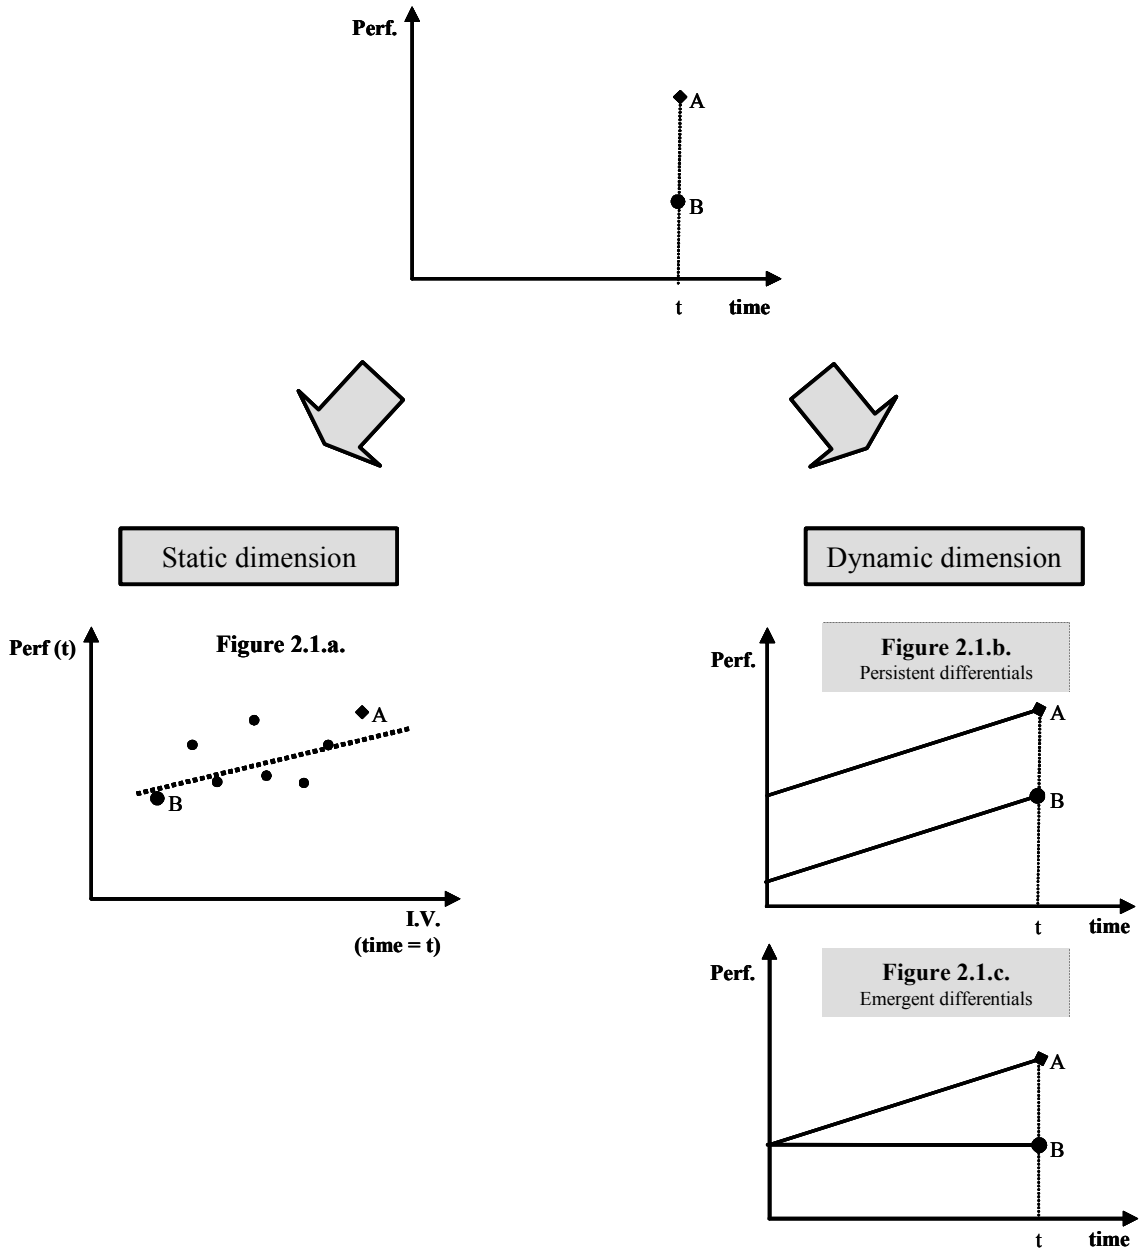 Perf.
A
B
t
time
Static dimension
Dynamic dimension
Perf (t)
Figure 2.1.a.
A
B
I.V.
(time = t)
Perf.
Figure 2.1.b.
Persistent differentials
A
B
t
time
Perf.
Figure 2.1.c.
Emergent differentials
A
B
t
time